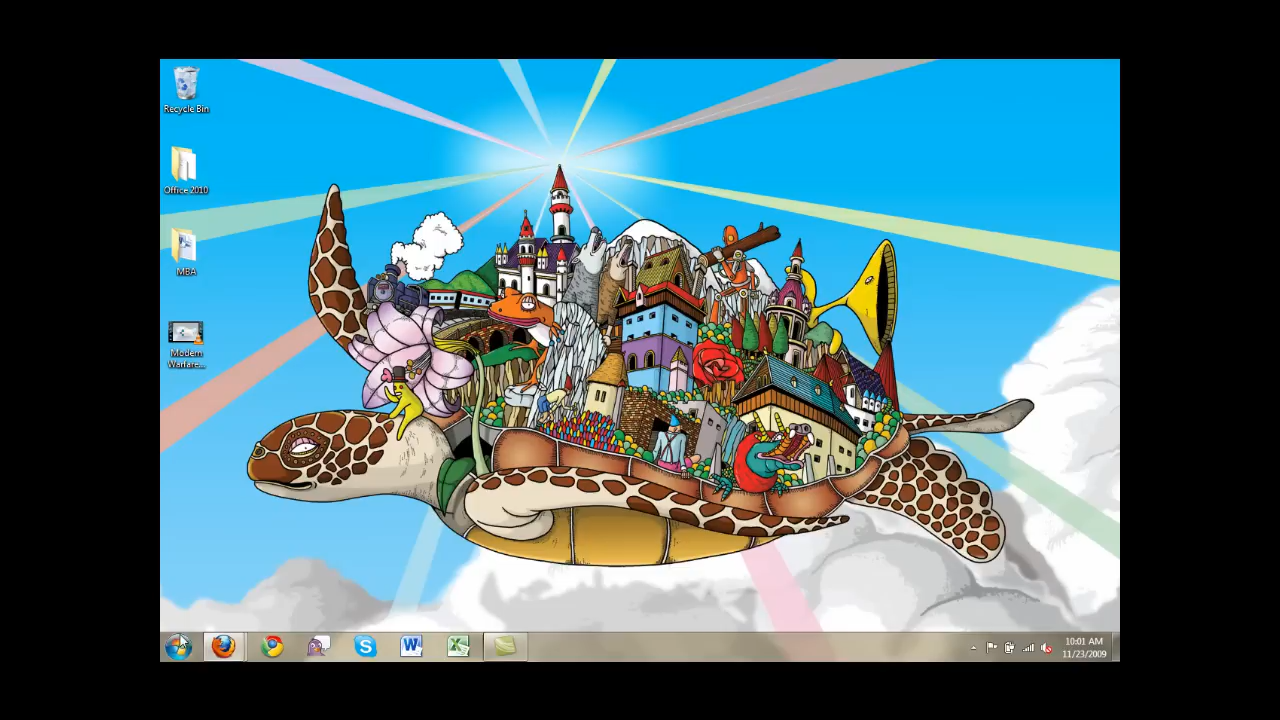 Recycle Bin
Office 2010
MBA
Modern
Warfare...
10:01 AM
11/23/2009